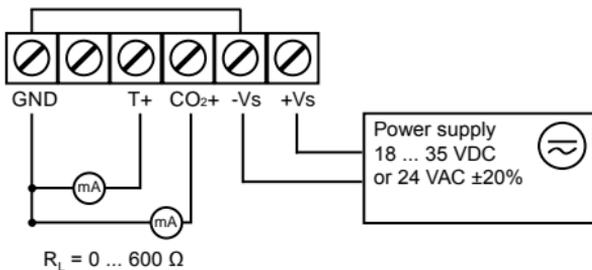 GND T+ CO₂+ -Vs +Vs
Power supply
18 ... 35 VDC
or 24 VAC ±20%
mA
mA
R_L = 0 ... 600 Ω